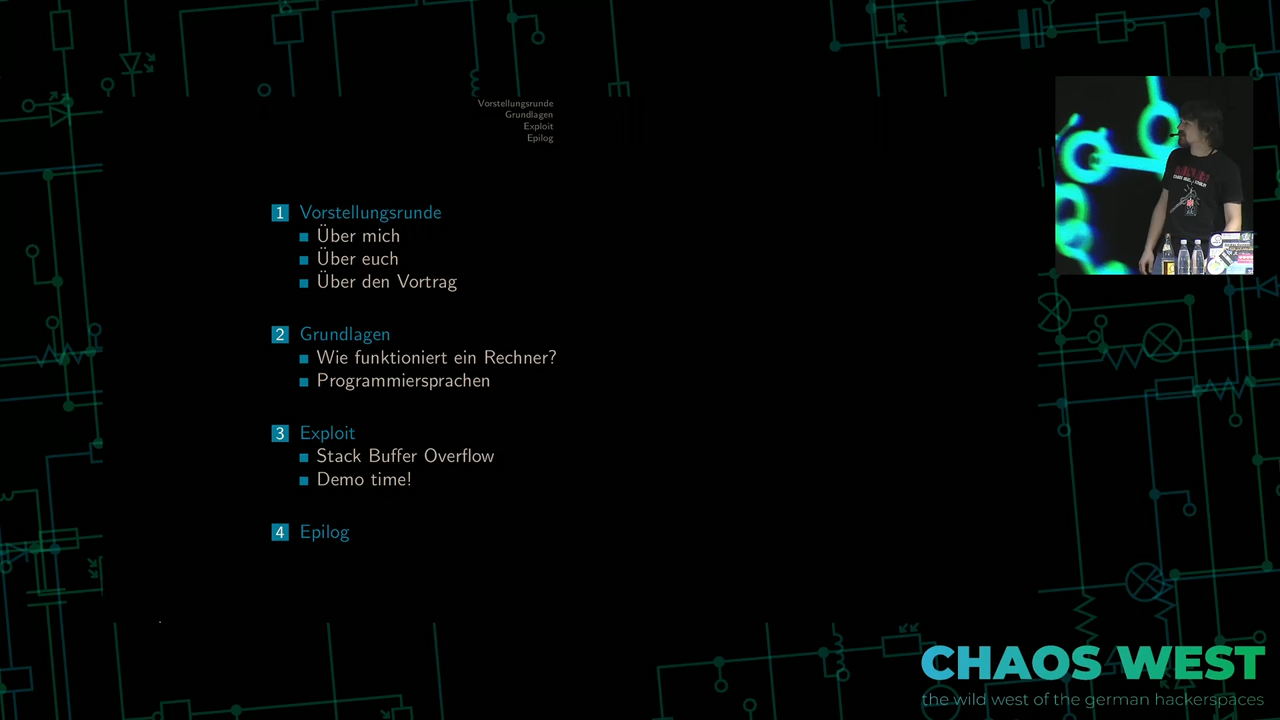 Vorstellungsrunde
Grundlagen
Exploit
Epilog
1 Vorstellungsrunde
Über mich
Über euch
Über den Vortrag
2 Grundlagen
Wie funktioniert ein Rechner?
Programmiersprachen
3 Exploit
Stack Buffer Overflow
Demo time!
4 Epilog
CHAOS WEST
the wild west of the german hackerspaces